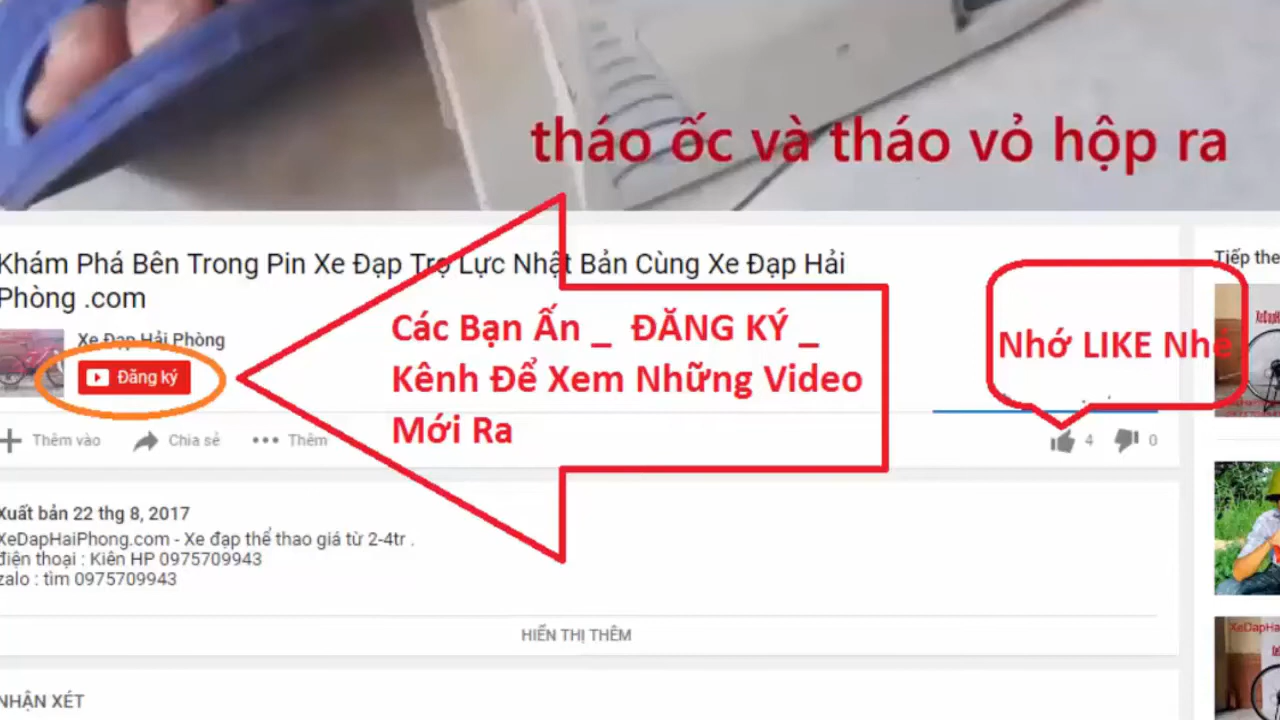 tháo ốc và tháo vỏ hộp ra
Khám Phá Bên Trong Pin Xe Đạp Trợ Lực Nhật Bản Cùng Xe Đạp Hải
Phòng .com
Xe Đạp Hải Phòng
Đăng ký
Các Bạn Ấn _ ĐĂNG KÝ _
Kênh Để Xem Những Video
Mới Ra
Nhớ LIKE Nhé
Tiếp the
Thêm vào
Chia sẻ
Thêm
4
0
Xuất bản 22 thg 8, 2017
XeDapHaiPhong.com - Xe đạp thể thao giá từ 2-4tr .
điện thoại : Kiên HP 0975709943
zalo : tìm 0975709943
HIỂN THỊ THÊM
NHẬN XÉT
XeDapHa